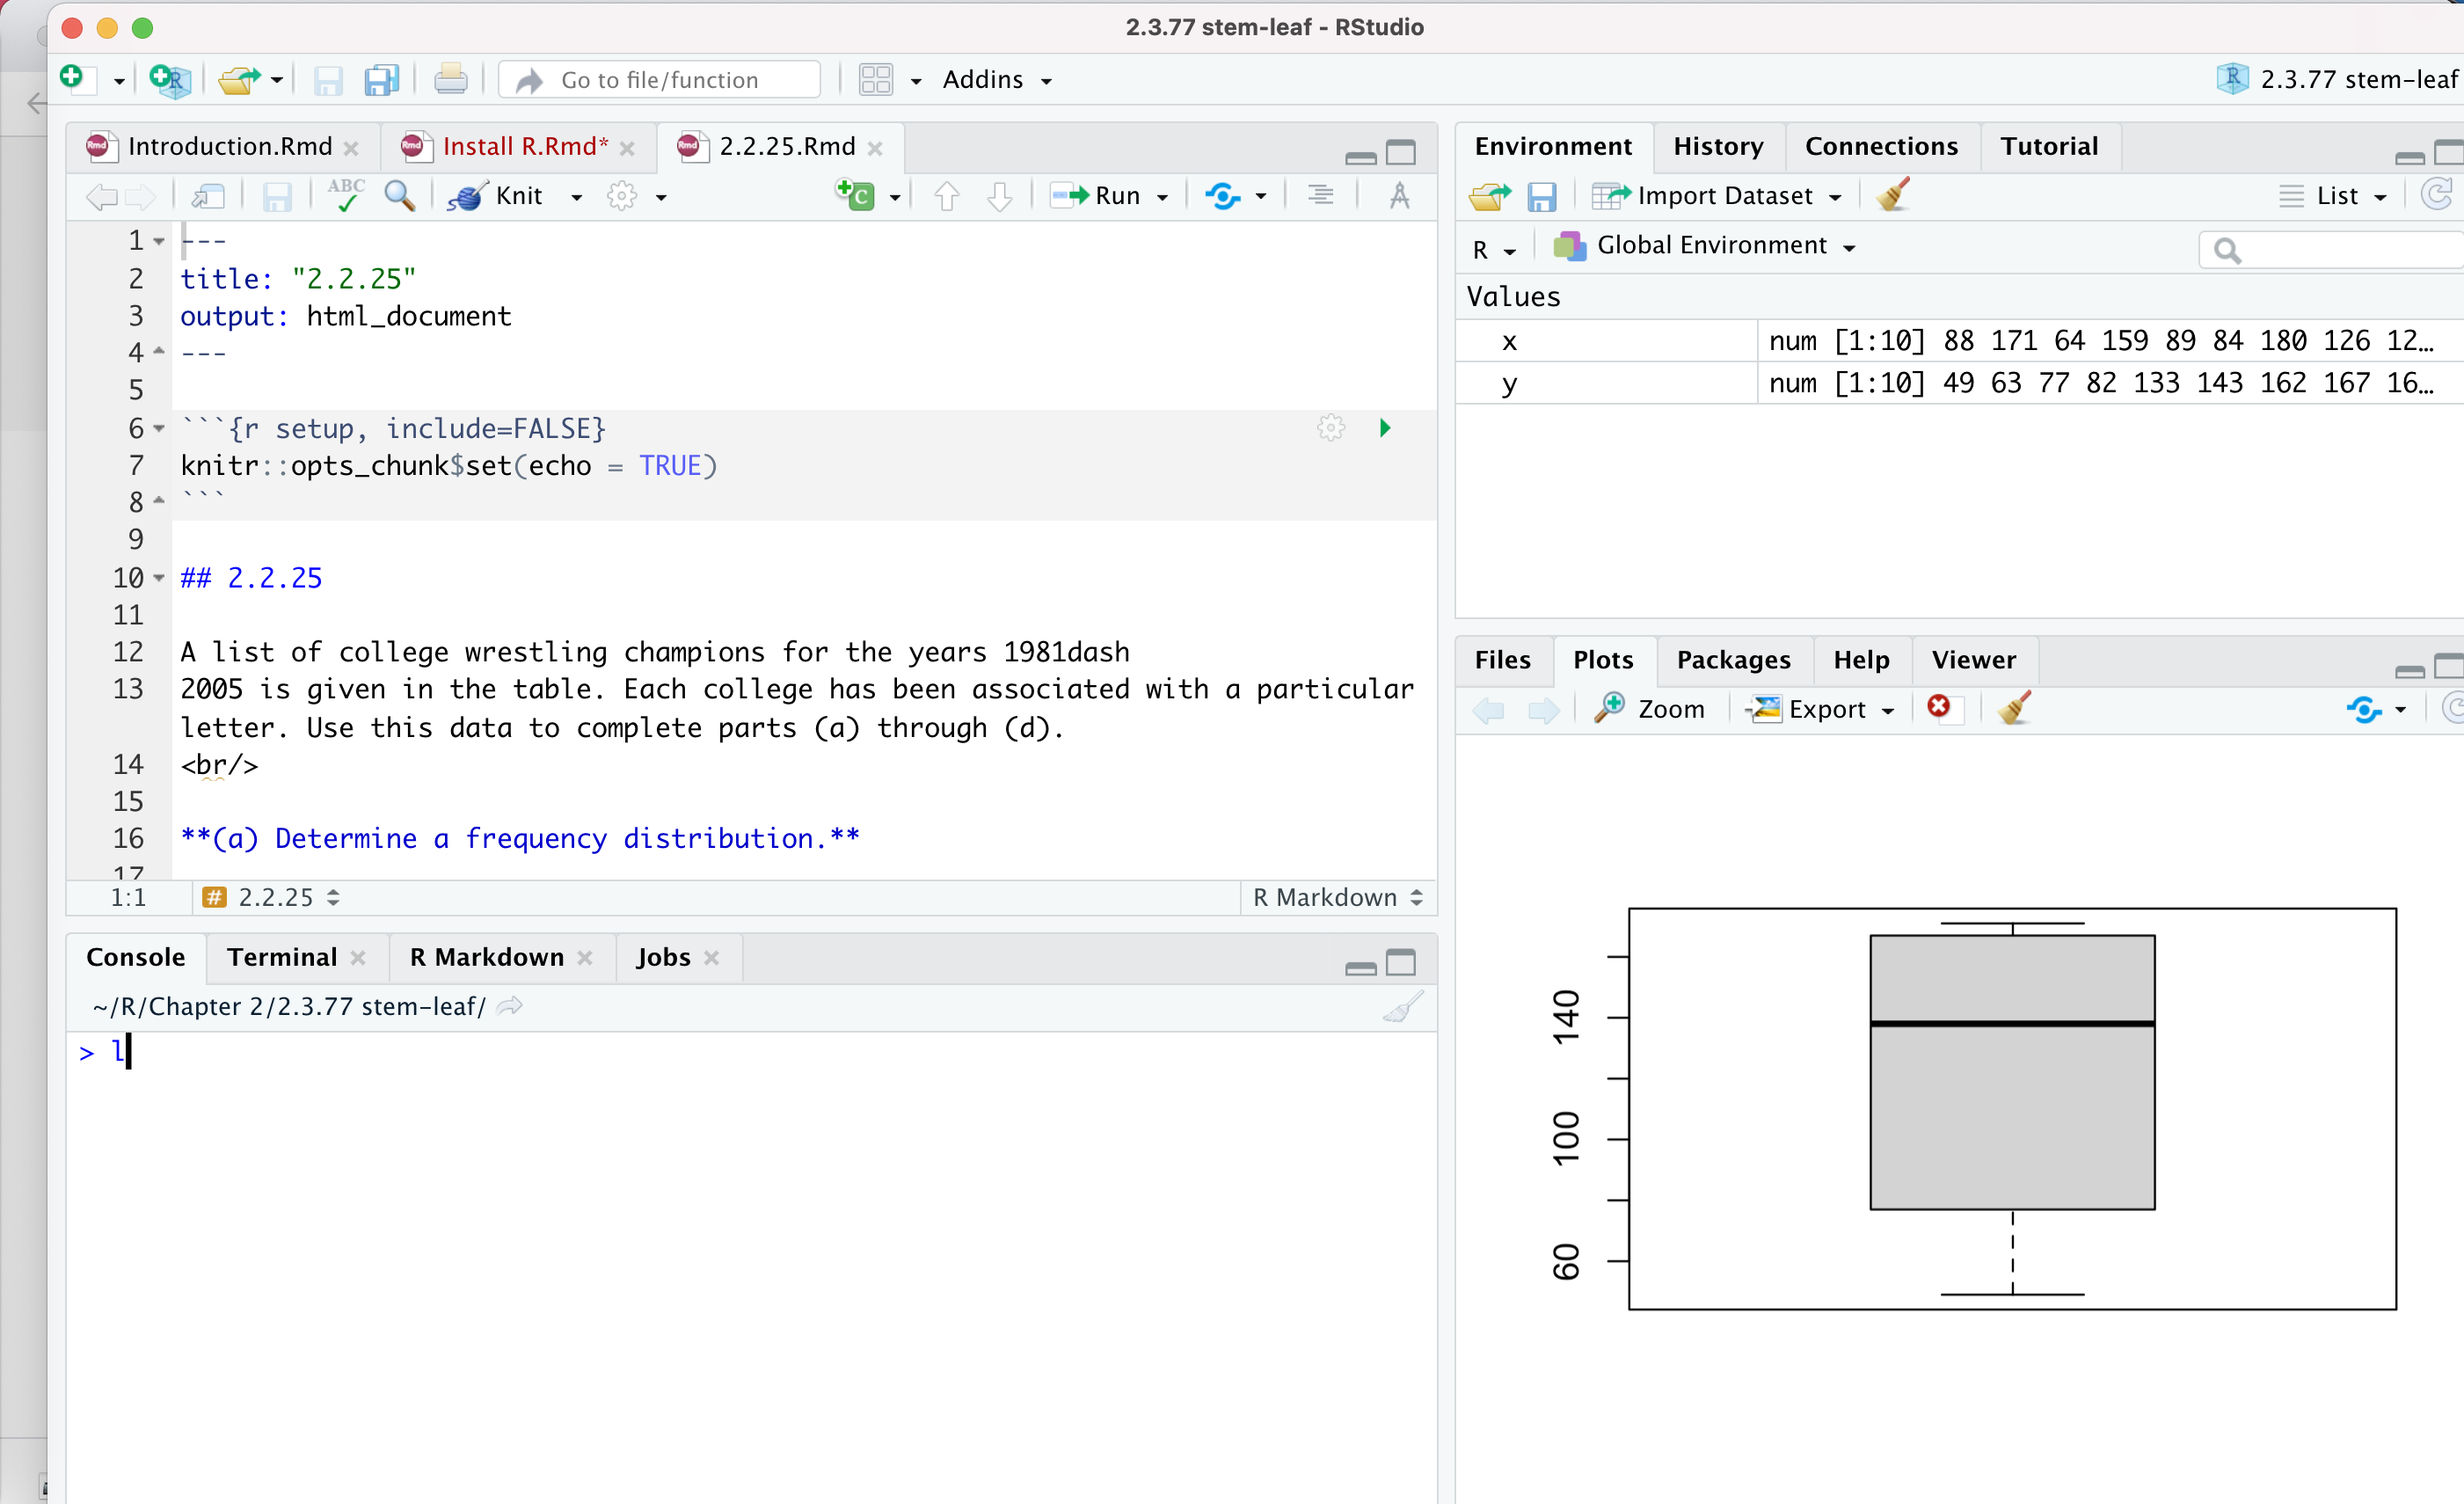 2.3.77 stem-leaf - RStudio
Go to file/function
Addins
2.3.77 stem-leaf
Introduction.Rmd
Install R.Rmd*
2.2.25.Rmd
ABC
Knit
Run
1 ---
2 title: "2.2.25"
3 output: html_document
4 ---
5
6 ```{r setup, include=FALSE}
7 knitr::opts_chunk$set(echo = TRUE)
8 ```
9
10 ## 2.2.25
11
12 A list of college wrestling champions for the years 1981dash
13 2005 is given in the table. Each college has been associated with a particular
letter. Use this data to complete parts (a) through (d).
14 <br/>
15
16 **(a) Determine a frequency distribution.**
17
1:1 # 2.2.25 R Markdown
Console Terminal R Markdown Jobs
~/R/Chapter 2/2.3.77 stem-leaf/
> l
Environment History Connections Tutorial
Import Dataset List
R Global Environment
Values
x num [1:10] 88 171 64 159 89 84 180 126 12…
y num [1:10] 49 63 77 82 133 143 162 167 16…
Files Plots Packages Help Viewer
Zoom Export
140
100
60